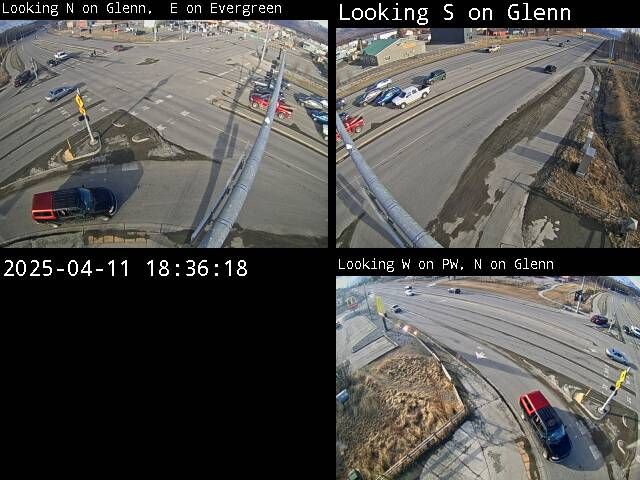 Looking N on Glenn, E on Evergreen
Looking S on Glenn
2025-04-11 18:36:18
Looking W on PW, N on Glenn